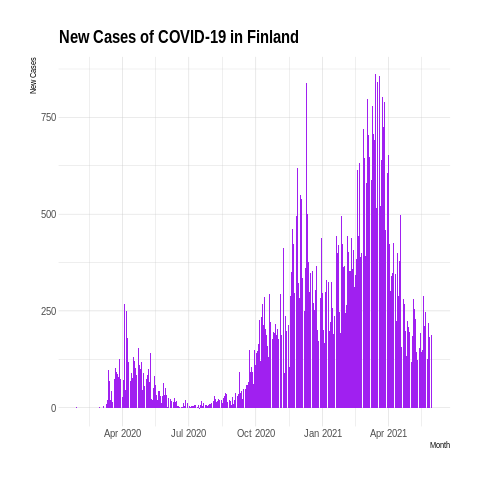 New Cases of COVID-19 in Finland
New Cases
750
500
250
0
Apr 2020 Jul 2020 Oct 2020 Jan 2021 Apr 2021
Month